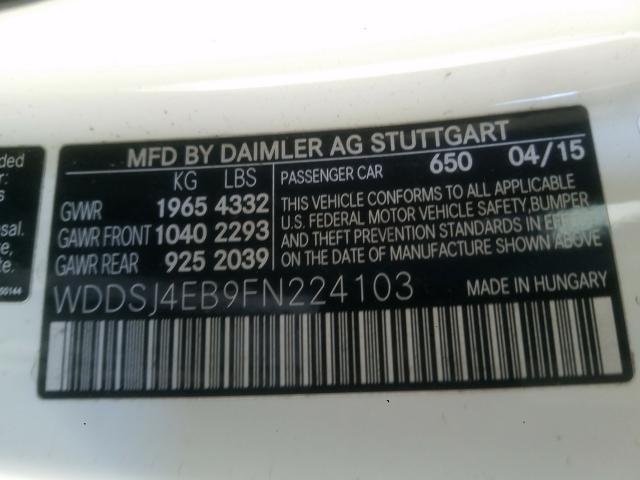 MFD BY DAIMLER AG STUTTGART
KG LBS
GVWR 1965 4332
GAWR FRONT 1040 2293
GAWR REAR 925 2039
PASSENGER CAR 650 04/15
THIS VEHICLE CONFORMS TO ALL APPLICABLE
U.S. FEDERAL MOTOR VEHICLE SAFETY, BUMPER
AND THEFT PREVENTION STANDARDS IN EFFECT
ON THE DATE OF MANUFACTURE SHOWN ABOVE
WDDSJ4EB9FN224103 MADE IN HUNGARY